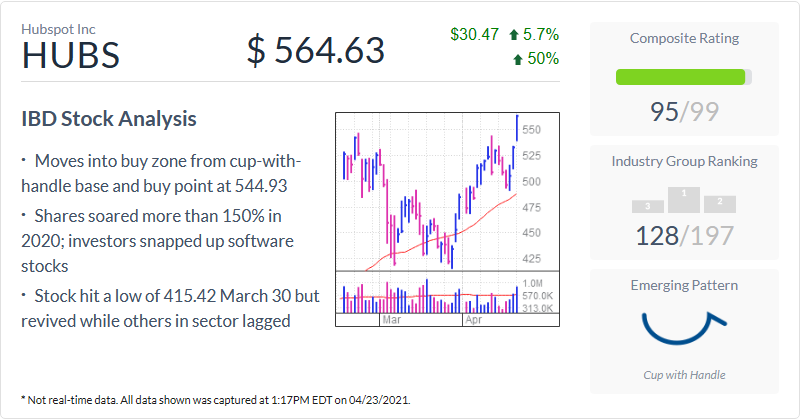 Hubspot Inc
HUBS
$ 564.63
$30.47 5.7%
50%
IBD Stock Analysis
· Moves into buy zone from cup-with-
handle base and buy point at 544.93
· Shares soared more than 150% in
2020; investors snapped up software
stocks
· Stock hit a low of 415.42 March 30 but
revived while others in sector lagged
550
525
500
475
450
425
1.0M
570.0K
313.0K
Mar Apr
Composite Rating
95/99
Industry Group Ranking
3 1 2
128/197
Emerging Pattern
Cup with Handle
* Not real-time data. All data shown was captured at 1:17PM EDT on 04/23/2021.